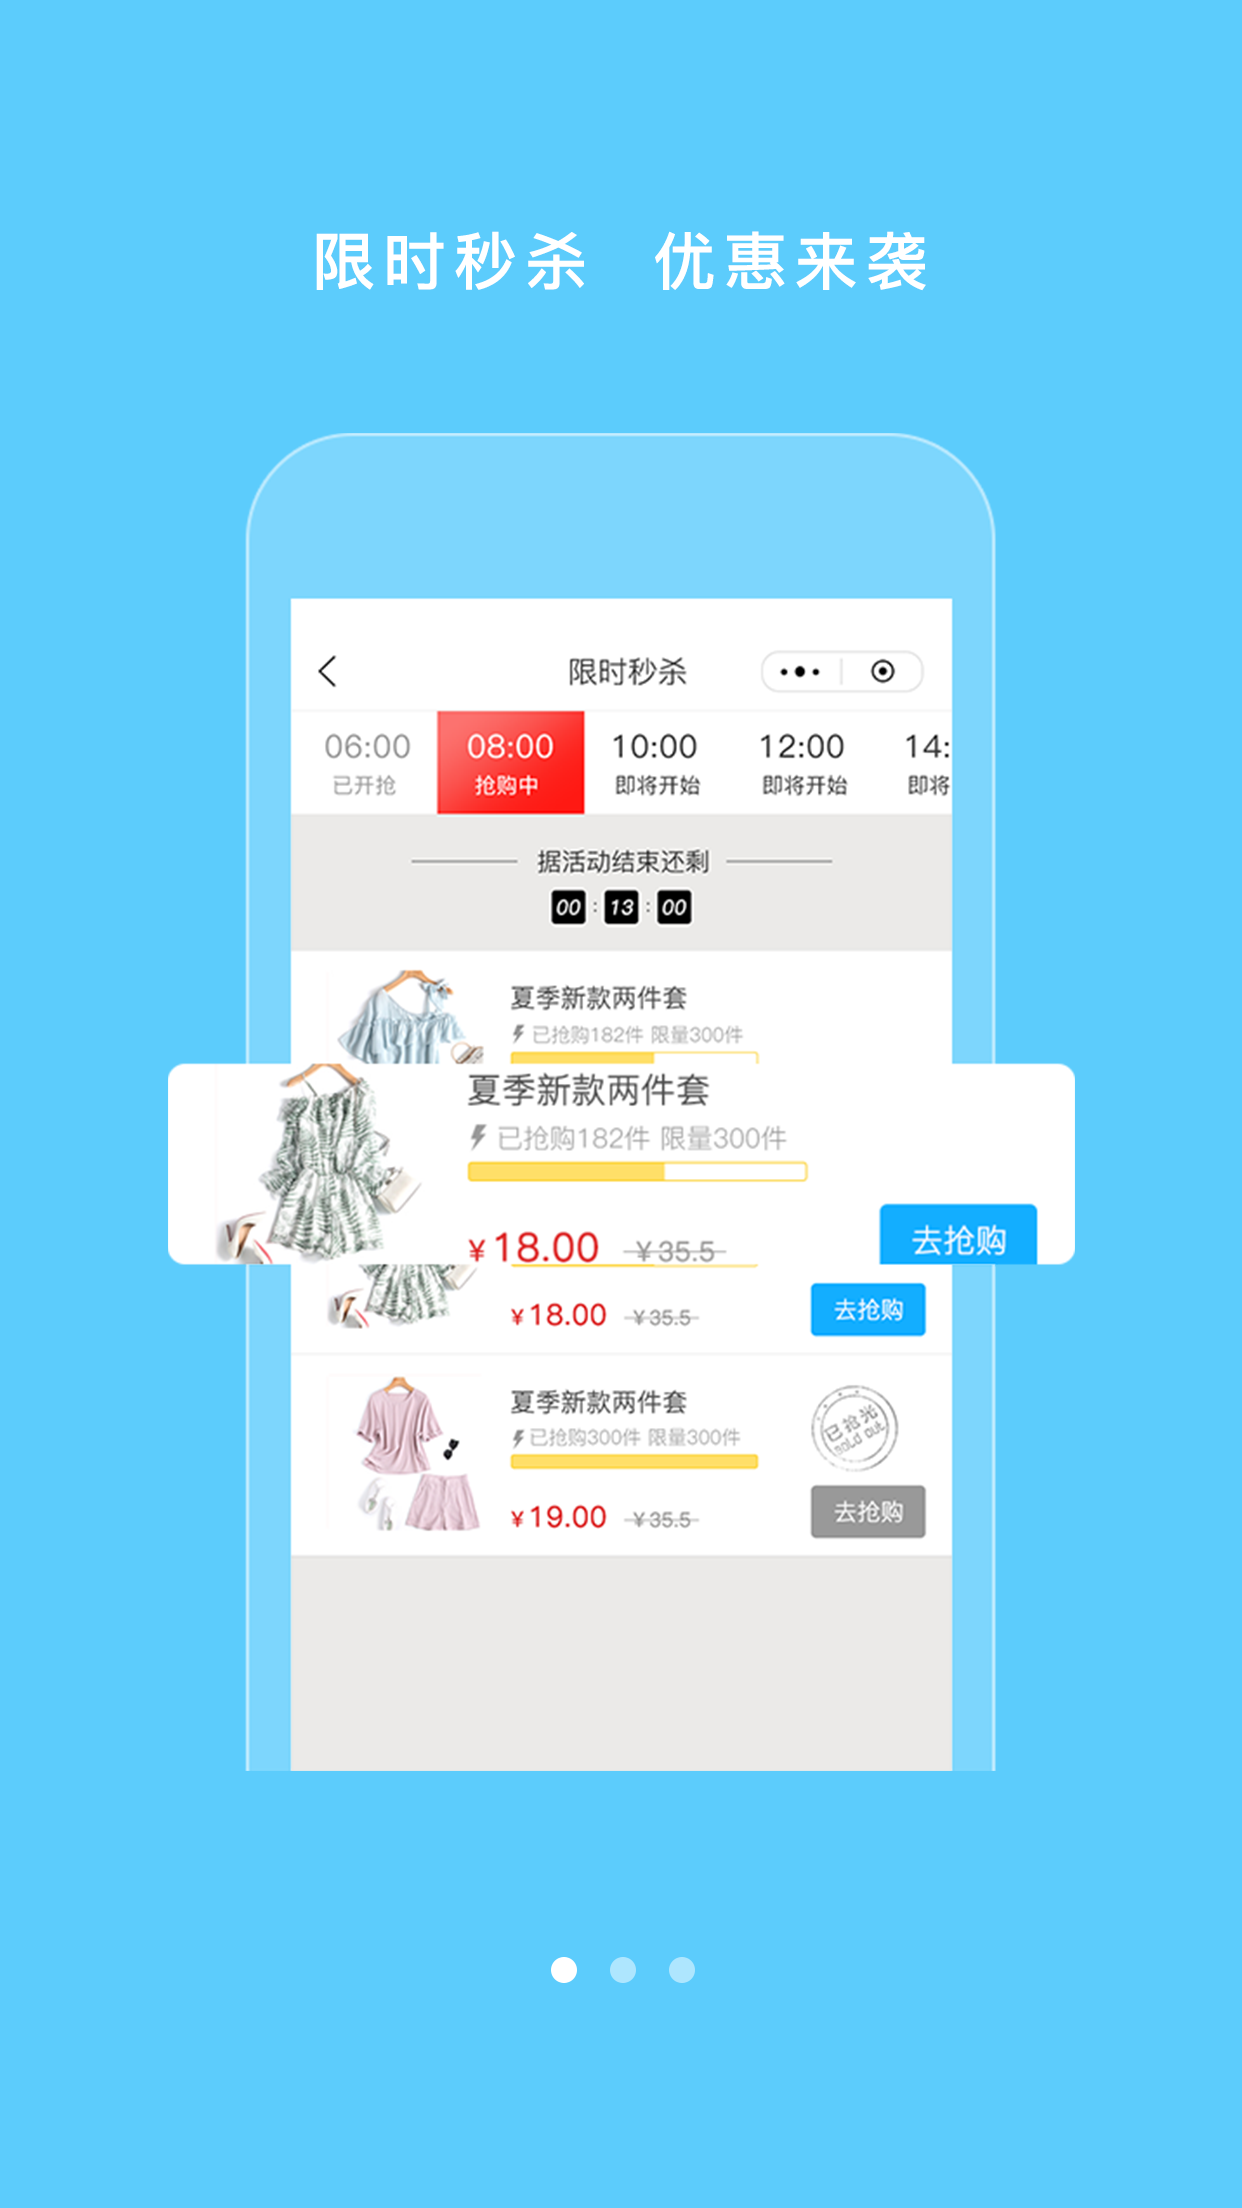 限时秒杀 优惠来袭
限时秒杀
06:00 08:00 10:00 12:00 14:
已开抢 抢购中 即将开始 即将开始 即将
据活动结束还剩
00 : 13 : 00
夏季新款两件套
已抢购182件 限量300件
夏季新款两件套
已抢购182件 限量300件
¥18.00 ¥35.5 去抢购
¥18.00 ¥35.5 去抢购
夏季新款两件套
已抢购300件 限量300件
已抢光
sold out
¥19.00 ¥35.5 去抢购